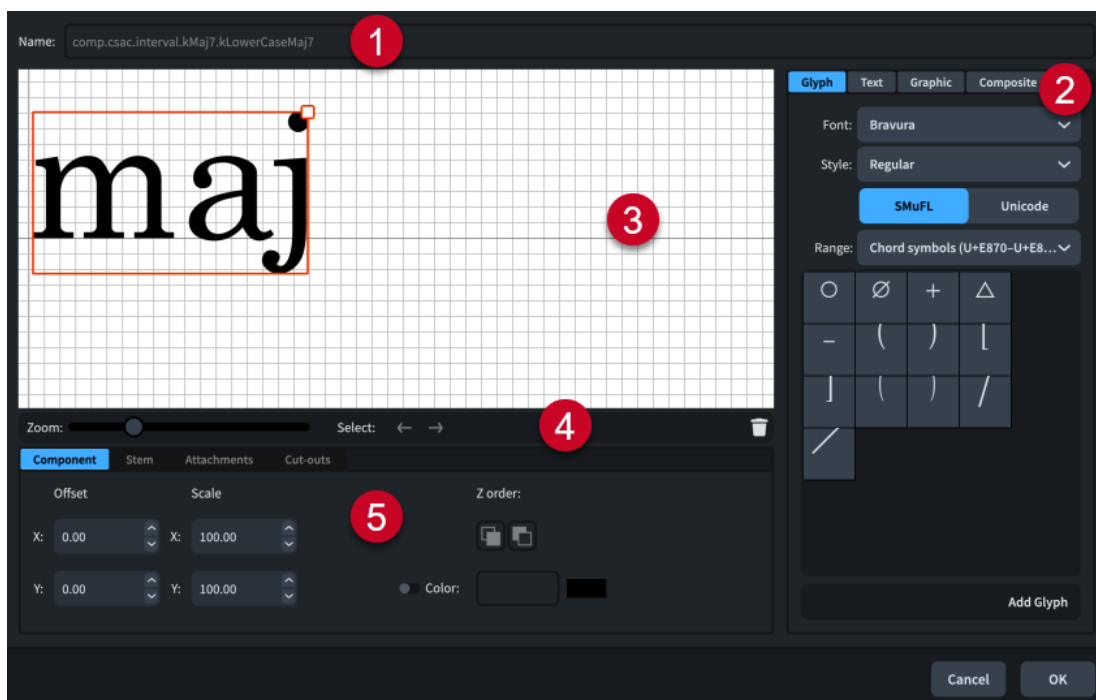 Name: comp.csac.interval.kMaj7.kLowerCaseMaj7
1
Glyph Text Graphic Composite
2
maj
3
Font: Bravura
Style: Regular
SMuFL Unicode
Range: Chord symbols (U+E870–U+E8...
Zoom: Select: ← →
4
Component Stem Attachments Cut-outs
Offset Scale Z order:
5
X: 0.00 X: 100.00
Y: 0.00 Y: 100.00 Color:
Add Glyph
Cancel OK